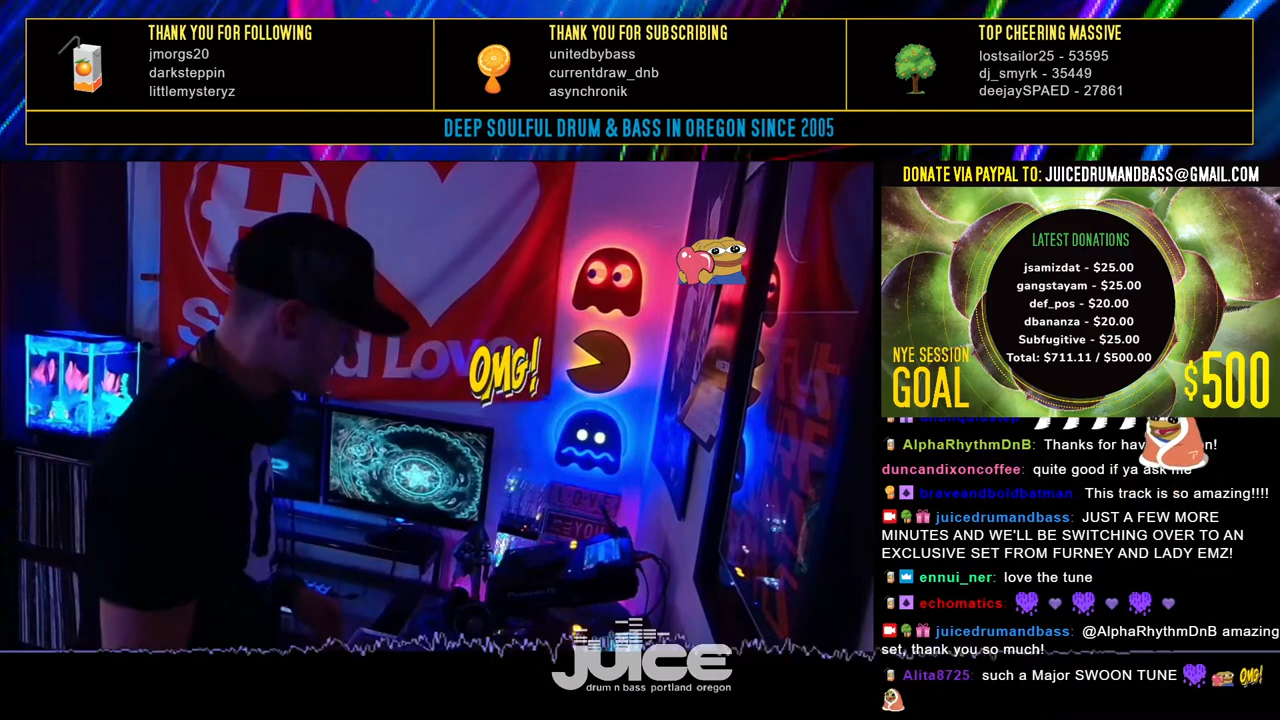 THANK YOU FOR FOLLOWING
jmorgs20
darksteppin
littlemysteryz
THANK YOU FOR SUBSCRIBING
unitedbybass
currentdraw_dnb
asynchronik
TOP CHEERING MASSIVE
lostsailor25 - 53595
dj_smyrk - 35449
deejaySPAED - 27861
DEEP SOULFUL DRUM & BASS IN OREGON SINCE 2005
DONATE VIA PAYPAL TO: JUICEDRUMANDBASS@GMAIL.COM
LATEST DONATIONS
jsamizdat - $25.00
gangstayam - $25.00
def_pos - $20.00
dbananza - $20.00
Subfugitive - $25.00
Total: $711.11 / $500.00
NYE SESSION
GOAL
$500
OMG!
LOVE
AlphaRhythmDnB: Thanks for
duncandixoncoffee: quite good if ya ask me
braveandboldbatman: This track is so amazing!!!!
juicedrumandbass: JUST A FEW MORE
MINUTES AND WE'LL BE SWITCHING OVER TO AN
EXCLUSIVE SET FROM FURNEY AND LADY EMZ!
ennui_ner: love the tune
echomatics:
juicedrumandbass: @AlphaRhythmDnB amazing
set, thank you so much!
Alita8725: such a Major SWOON TUNE OMG!
JUICE
drum n bass portland oregon